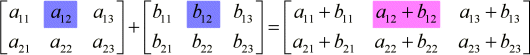 [a₁₁ a₁₂ a₁₃] + [b₁₁ b₁₂ b₁₃] = [a₁₁ + b₁₁ a₁₂ + b₁₂ a₁₃ + b₁₃]
[a₂₁ a₂₂ a₂₃] [b₂₁ b₂₂ b₂₃] [a₂₁ + b₂₁ a₂₂ + b₂₂ a₂₃ + b₂₃]